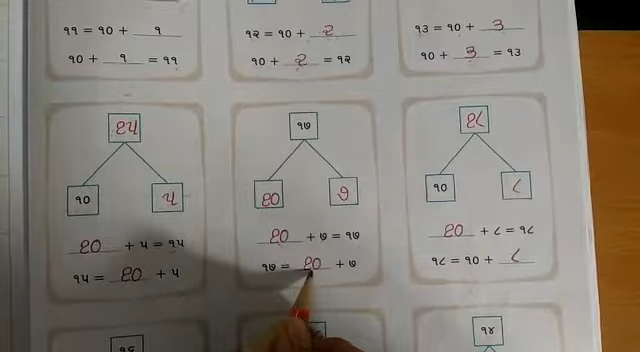 ૧૧ = ૧૦ + ૧ ૧૨ = ૧૦ + ૨ ૧૩ = ૧૦ + ૩
૧૦ + ૧ = ૧૧ ૧૦ + ૨ = ૧૨ ૧૦ + ૩ = ૧૩
૧૫ ૧૭ ૧૮
૧૦ ૫ ૧૦ ૭ ૧૦ ૮
૧૦ + ૫ = ૧૫ ૧૦ + ૭ = ૧૭ ૧૦ + ૮ = ૧૮
૧૫ = ૧૦ + ૫ ૧૭ = ૧૦ + ૭ ૧૮ = ૧૦ + ૮
૧૬ ૧૪